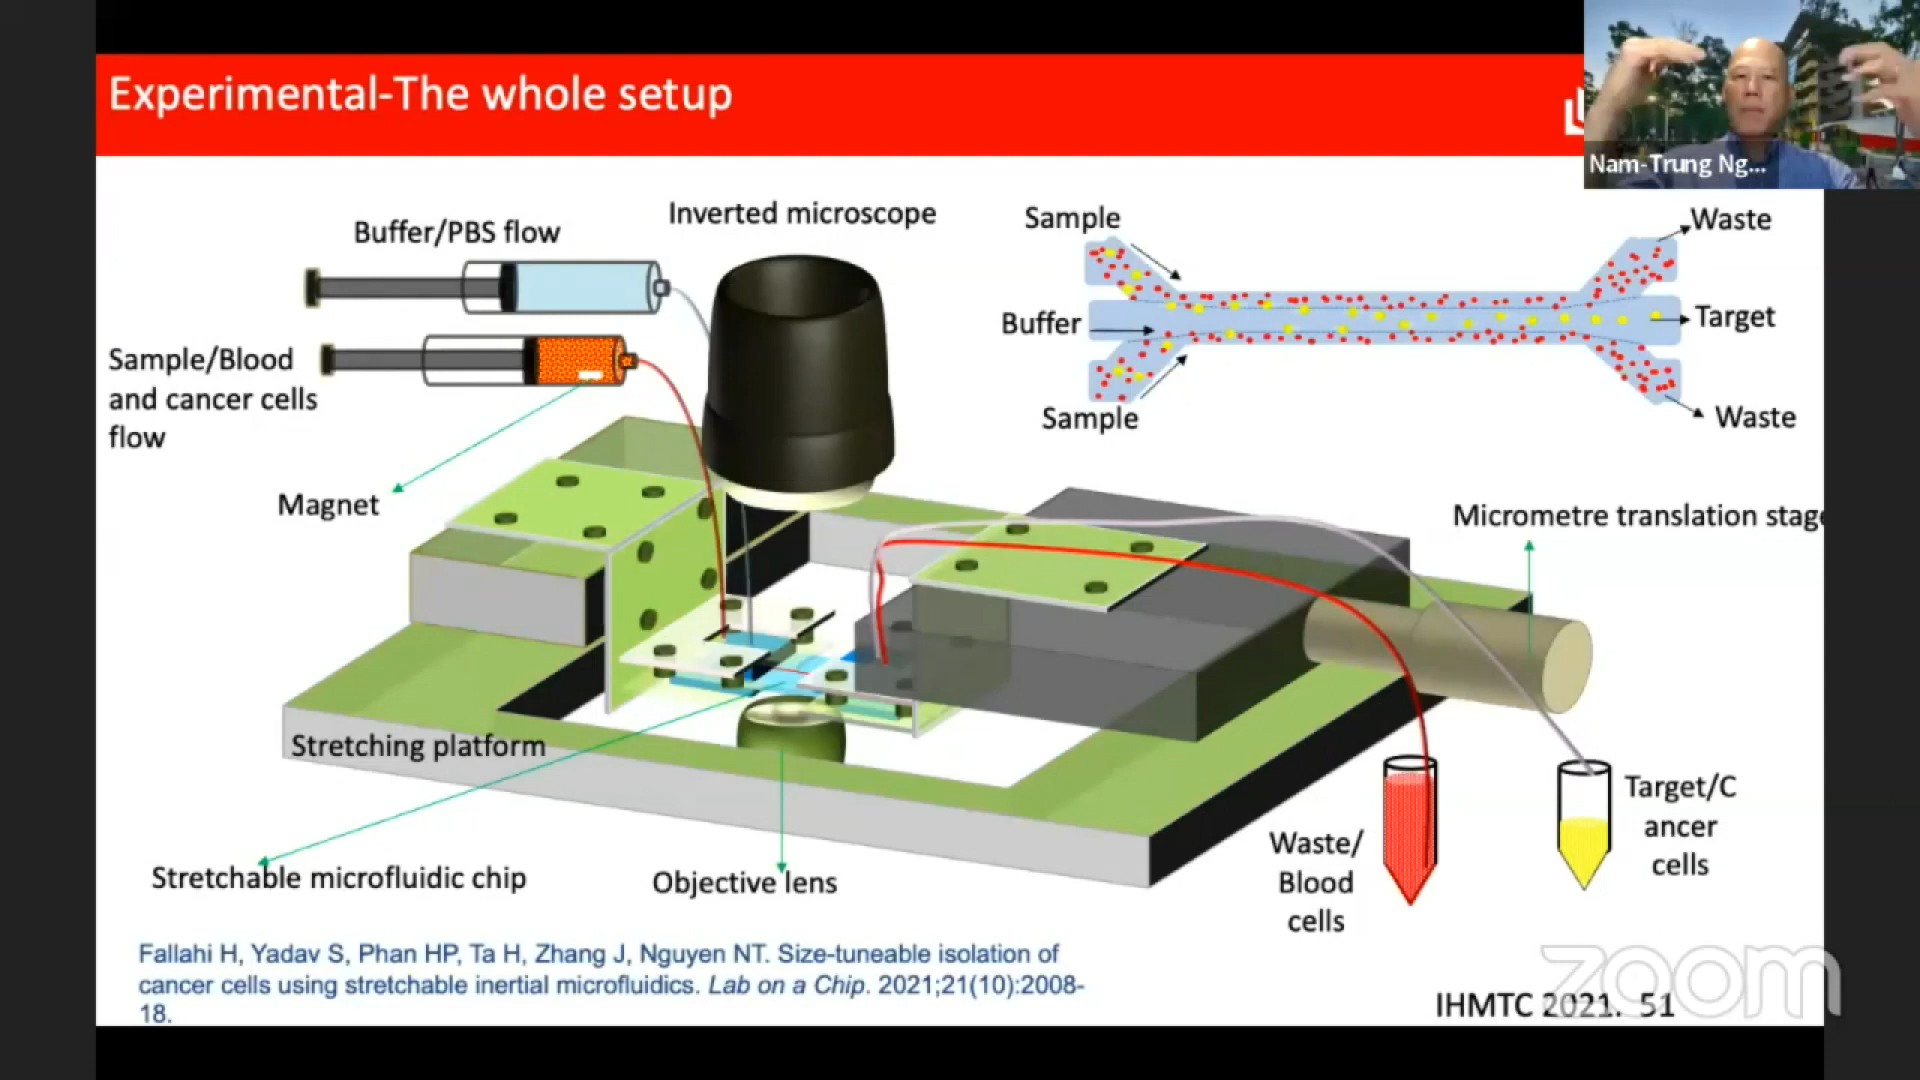 Experimental-The whole setup
Nam-Trung Ng...
Buffer/PBS flow
Inverted microscope
Sample
Waste
Buffer
Target
Sample
Waste
Sample/Blood
and cancer cells
flow
Magnet
Micrometre translation stage
Stretching platform
Stretchable microfluidic chip
Objective lens
Waste/
Blood
cells
Target/C
ancer
cells
Fallahi H, Yadav S, Phan HP, Ta H, Zhang J, Nguyen NT. Size-tuneable isolation of
cancer cells using stretchable inertial microfluidics. Lab on a Chip. 2021;21(10):2008-
18.
IHMTC 2021. 51
zoom